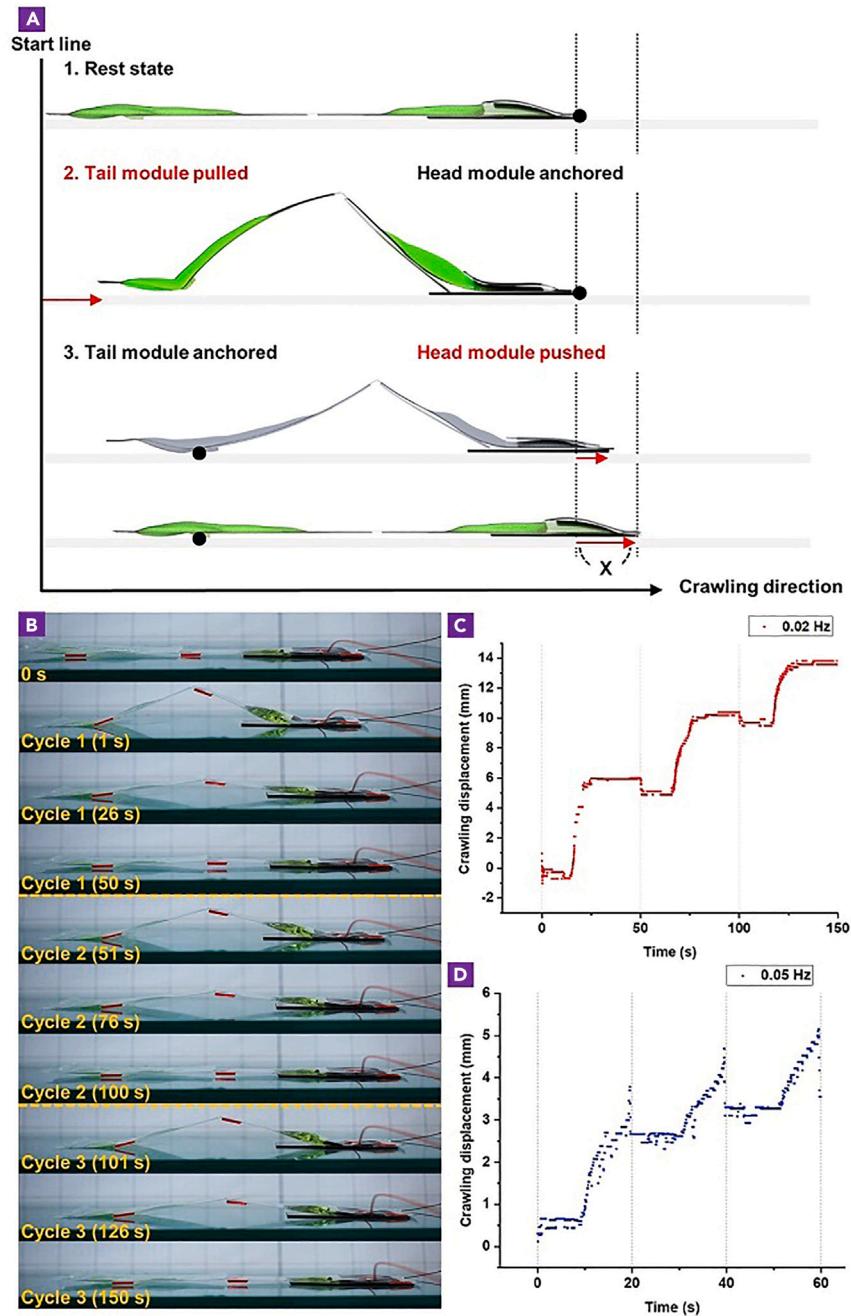 A
Start line
1. Rest state
2. Tail module pulled
Head module anchored
3. Tail module anchored
Head module pushed
X
Crawling direction
B
0 s
Cycle 1 (1 s)
Cycle 1 (26 s)
Cycle 1 (50 s)
Cycle 2 (51 s)
Cycle 2 (76 s)
Cycle 2 (100 s)
Cycle 3 (101 s)
Cycle 3 (126 s)
Cycle 3 (150 s)
C
0.02 Hz
Crawling displacement (mm)
14
12
10
8
6
4
2
0
-2
0 50 100 150
Time (s)
D
0.05 Hz
Crawling displacement (mm)
6
5
4
3
2
1
0
0 20 40 60
Time (s)